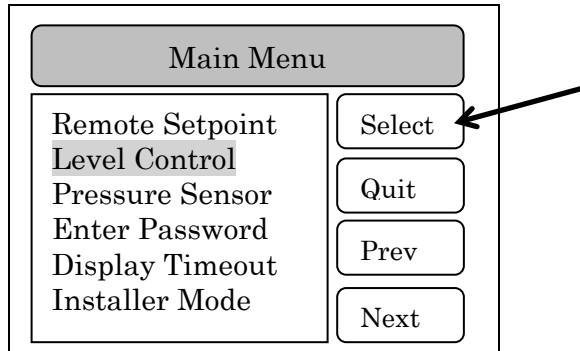 Main Menu
Remote Setpoint
Level Control
Pressure Sensor
Enter Password
Display Timeout
Installer Mode
Select
Quit
Prev
Next